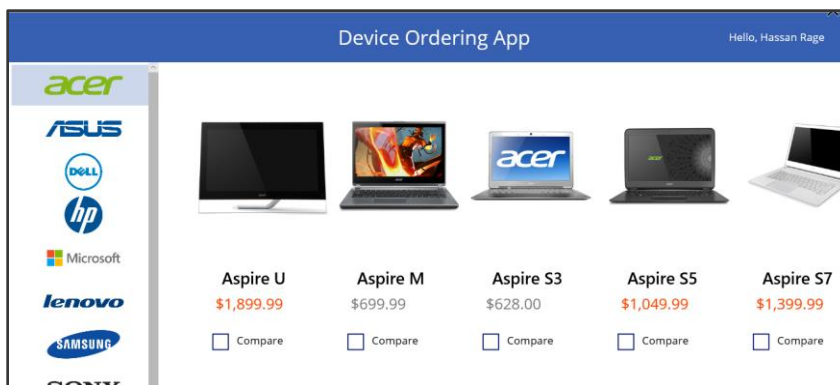 Device Ordering App
Hello, Hassan Rage
acer
ASUS
DELL
hp
Microsoft
lenovo
SAMSUNG
SONY
acer
acer
Aspire U
Aspire M
Aspire S3
Aspire S5
Aspire S7
$1,899.99
$699.99
$628.00
$1,049.99
$1,399.99
Compare
Compare
Compare
Compare
Compare